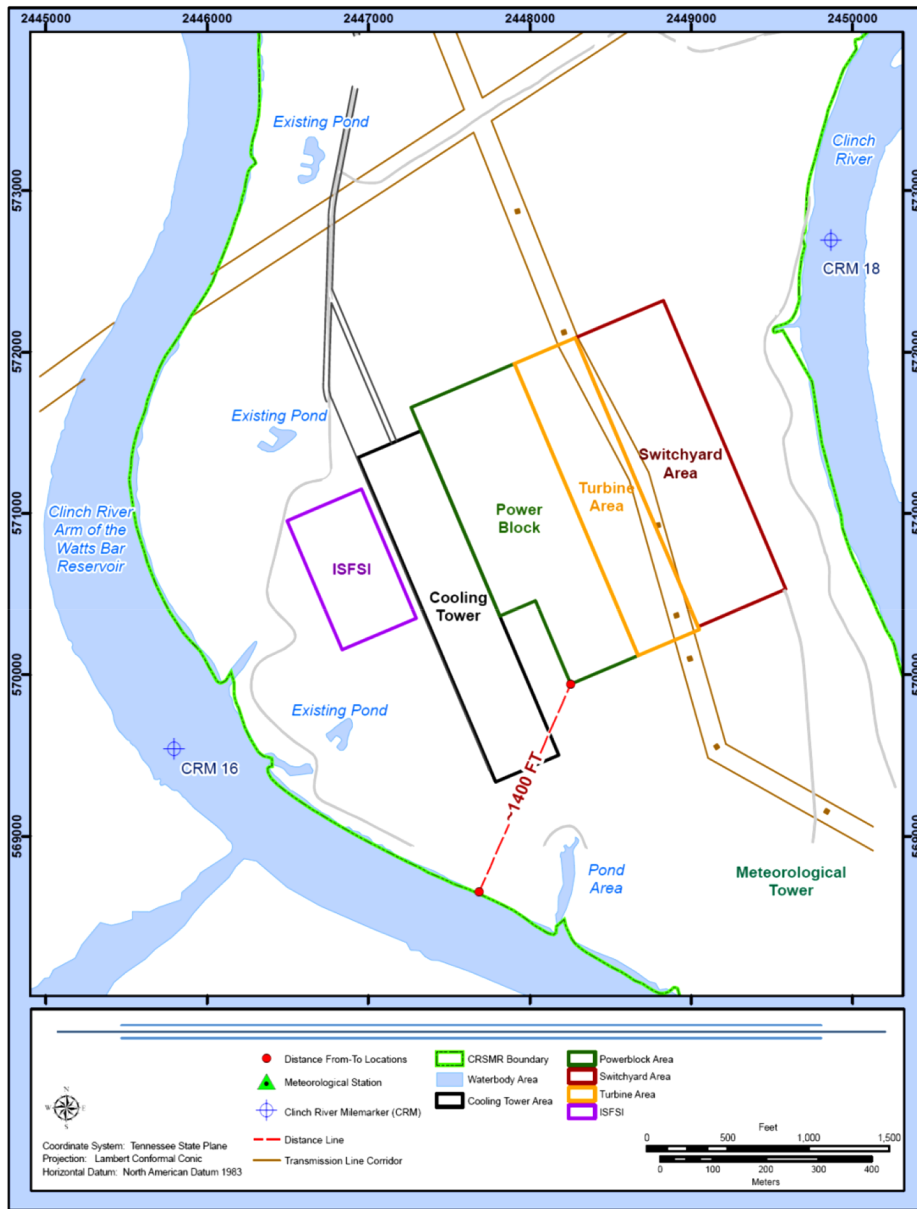 2445000 2446000 2447000 2448000 2449000 2450000
Existing Pond
Clinch
River
573000
CRM 18
572000
572000
Existing Pond
Switchyard
Area
Turbine
Area
Power
Block
Clinch River
Arm of the
Watts Bar
Reservoir
571000
571000
ISFSI
Cooling
Tower
570000
Existing Pond
CRM 16
~1400 FT
569000
569000
Pond
Area
Meteorological
Tower
Distance From-To Locations
Meteorological Station
Clinch River Milemarker (CRM)
Distance Line
Transmission Line Corridor
CRSMR Boundary
Waterbody Area
Cooling Tower Area
Powerblock Area
Switchyard Area
Turbine Area
ISFSI
N
W E
S
Coordinate System: Tennessee State Plane
Projection: Lambert Conformal Conic
Horizontal Datum: North American Datum 1983
Feet
0 500 1,000 1,500
0 100 200 300 400
Meters